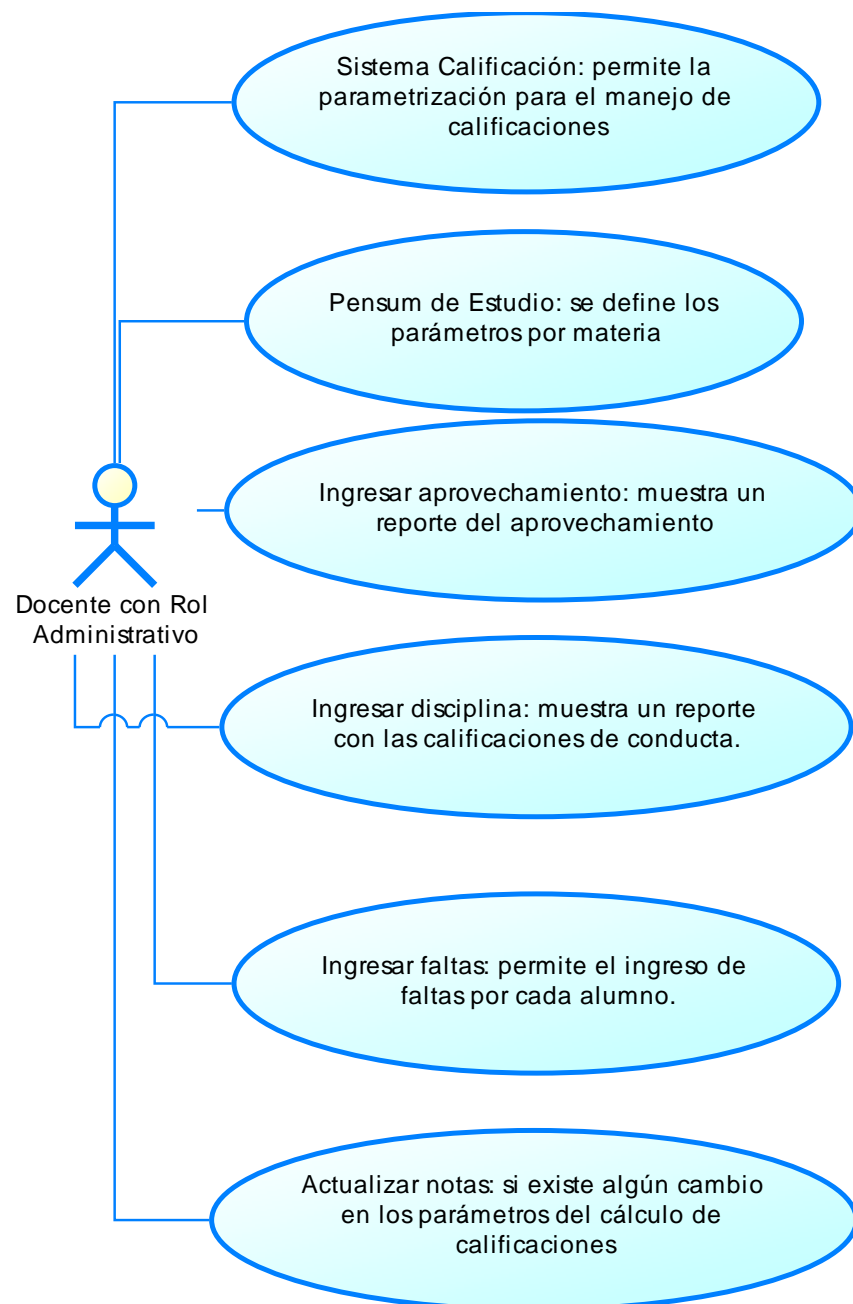 Sistema Calificación: permite la
parametrización para el manejo de
calificaciones
Pensum de Estudio: se define los
parámetros por materia
Ingresar aprovechamiento: muestra un
reporte del aprovechamiento
Docente con Rol
Administrativo
Ingresar disciplina: muestra un reporte
con las calificaciones de conducta.
Ingresar faltas: permite el ingreso de
faltas por cada alumno.
Actualizar notas: si existe algún cambio
en los parámetros del cálculo de
calificaciones